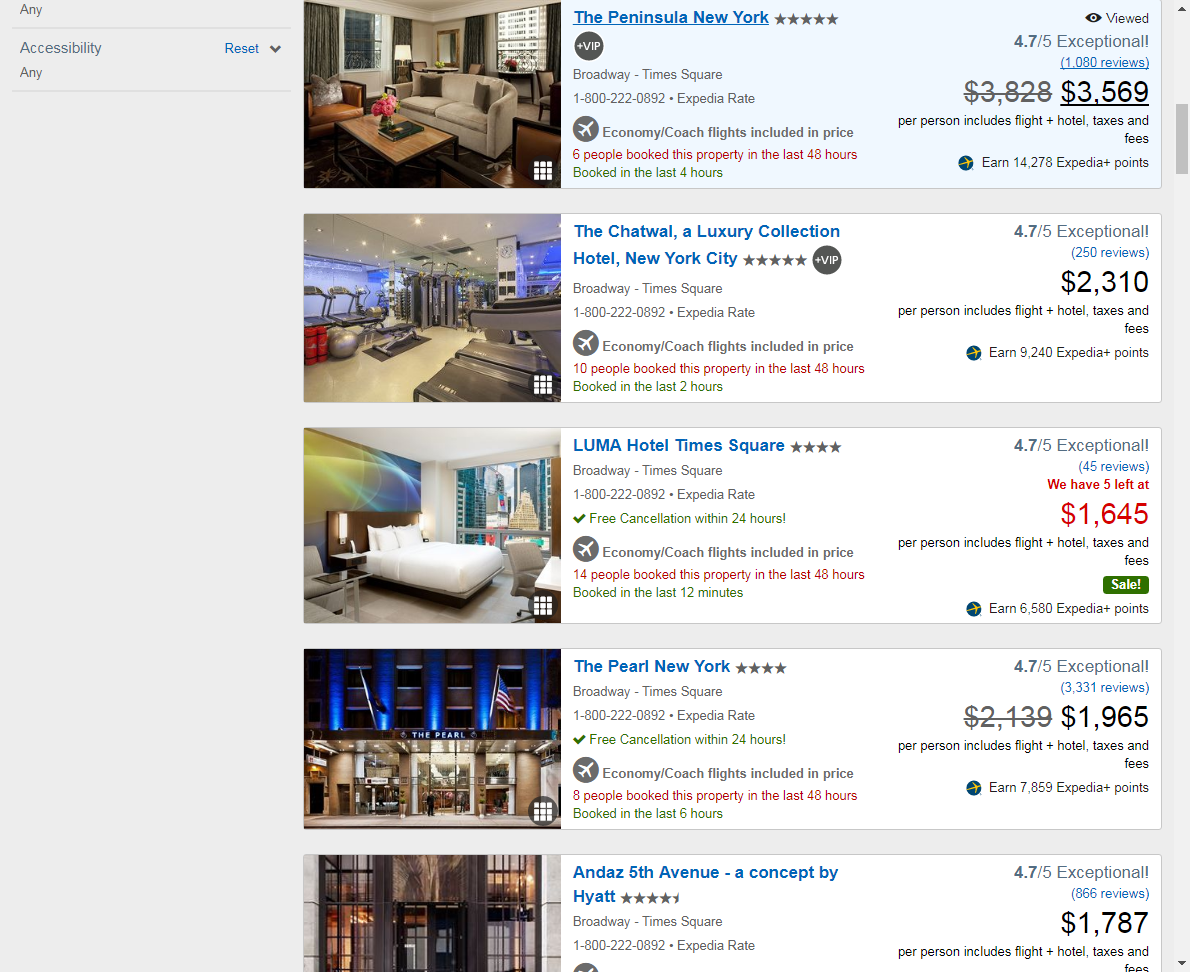 Any
Accessibility Reset
Any
The Peninsula New York
+VIP
Broadway - Times Square
1-800-222-0892 • Expedia Rate
Economy/Coach flights included in price
6 people booked this property in the last 48 hours
Booked in the last 4 hours
Viewed
4.7/5 Exceptional!
(1,080 reviews)
$3,828 $3,569
per person includes flight + hotel, taxes and
fees
Earn 14,278 Expedia+ points
The Chatwal, a Luxury Collection
Hotel, New York City +VIP
Broadway - Times Square
1-800-222-0892 • Expedia Rate
Economy/Coach flights included in price
10 people booked this property in the last 48 hours
Booked in the last 2 hours
4.7/5 Exceptional!
(250 reviews)
$2,310
per person includes flight + hotel, taxes and
fees
Earn 9,240 Expedia+ points
LUMA Hotel Times Square
Broadway - Times Square
1-800-222-0892 • Expedia Rate
Free Cancellation within 24 hours!
Economy/Coach flights included in price
14 people booked this property in the last 48 hours
Booked in the last 12 minutes
4.7/5 Exceptional!
(45 reviews)
We have 5 left at
$1,645
per person includes flight + hotel, taxes and
fees
Sale!
Earn 6,580 Expedia+ points
THE PEARL
The Pearl New York
Broadway - Times Square
1-800-222-0892 • Expedia Rate
Free Cancellation within 24 hours!
Economy/Coach flights included in price
8 people booked this property in the last 48 hours
Booked in the last 6 hours
4.7/5 Exceptional!
(3,331 reviews)
$2,139 $1,965
per person includes flight + hotel, taxes and
fees
Earn 7,859 Expedia+ points
Andaz 5th Avenue - a concept by
Hyatt
Broadway - Times Square
1-800-222-0892 • Expedia Rate
4.7/5 Exceptional!
(866 reviews)
$1,787
per person includes flight + hotel, taxes and
fees